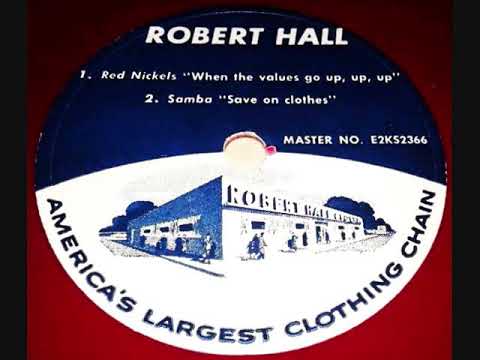 ROBERT HALL
1. Red Nickels "When the values go up, up, up"
2. Samba "Save on clothes"
MASTER NO. E2KS2366
ROBERT HALL CLOTHES
AMERICA'S LARGEST CLOTHING CHAIN